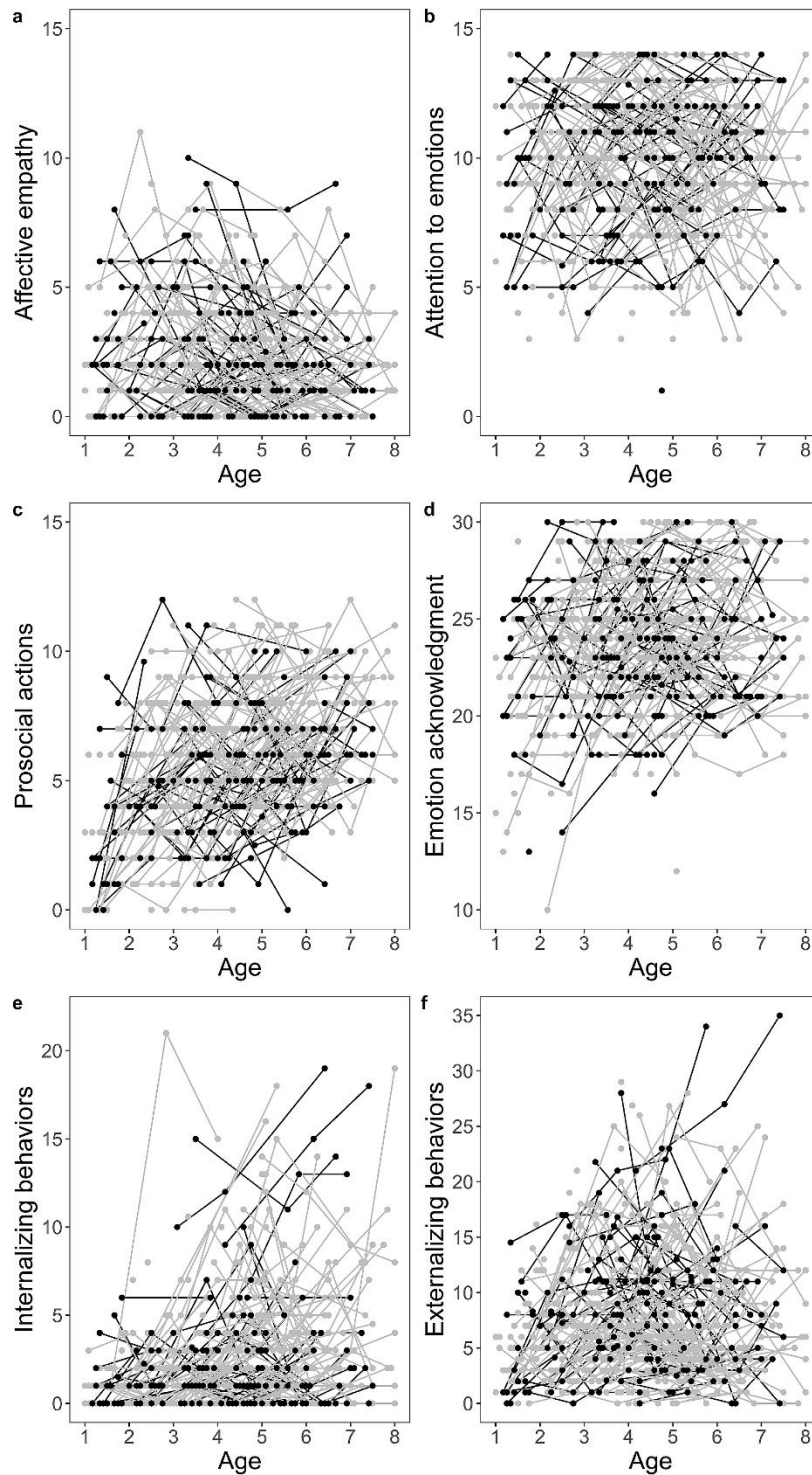 a
15
10
5
0
Affective empathy
1 2 3 4 5 6 7 8
Age
b
15
10
5
0
Attention to emotions
1 2 3 4 5 6 7 8
Age
c
15
10
5
0
Prosocial actions
1 2 3 4 5 6 7 8
Age
d
30
25
20
15
10
Emotion acknowledgment
1 2 3 4 5 6 7 8
Age
e
20
15
10
5
0
Internalizing behaviors
1 2 3 4 5 6 7 8
Age
f
35
30
25
20
15
10
5
0
Externalizing behaviors
1 2 3 4 5 6 7 8
Age